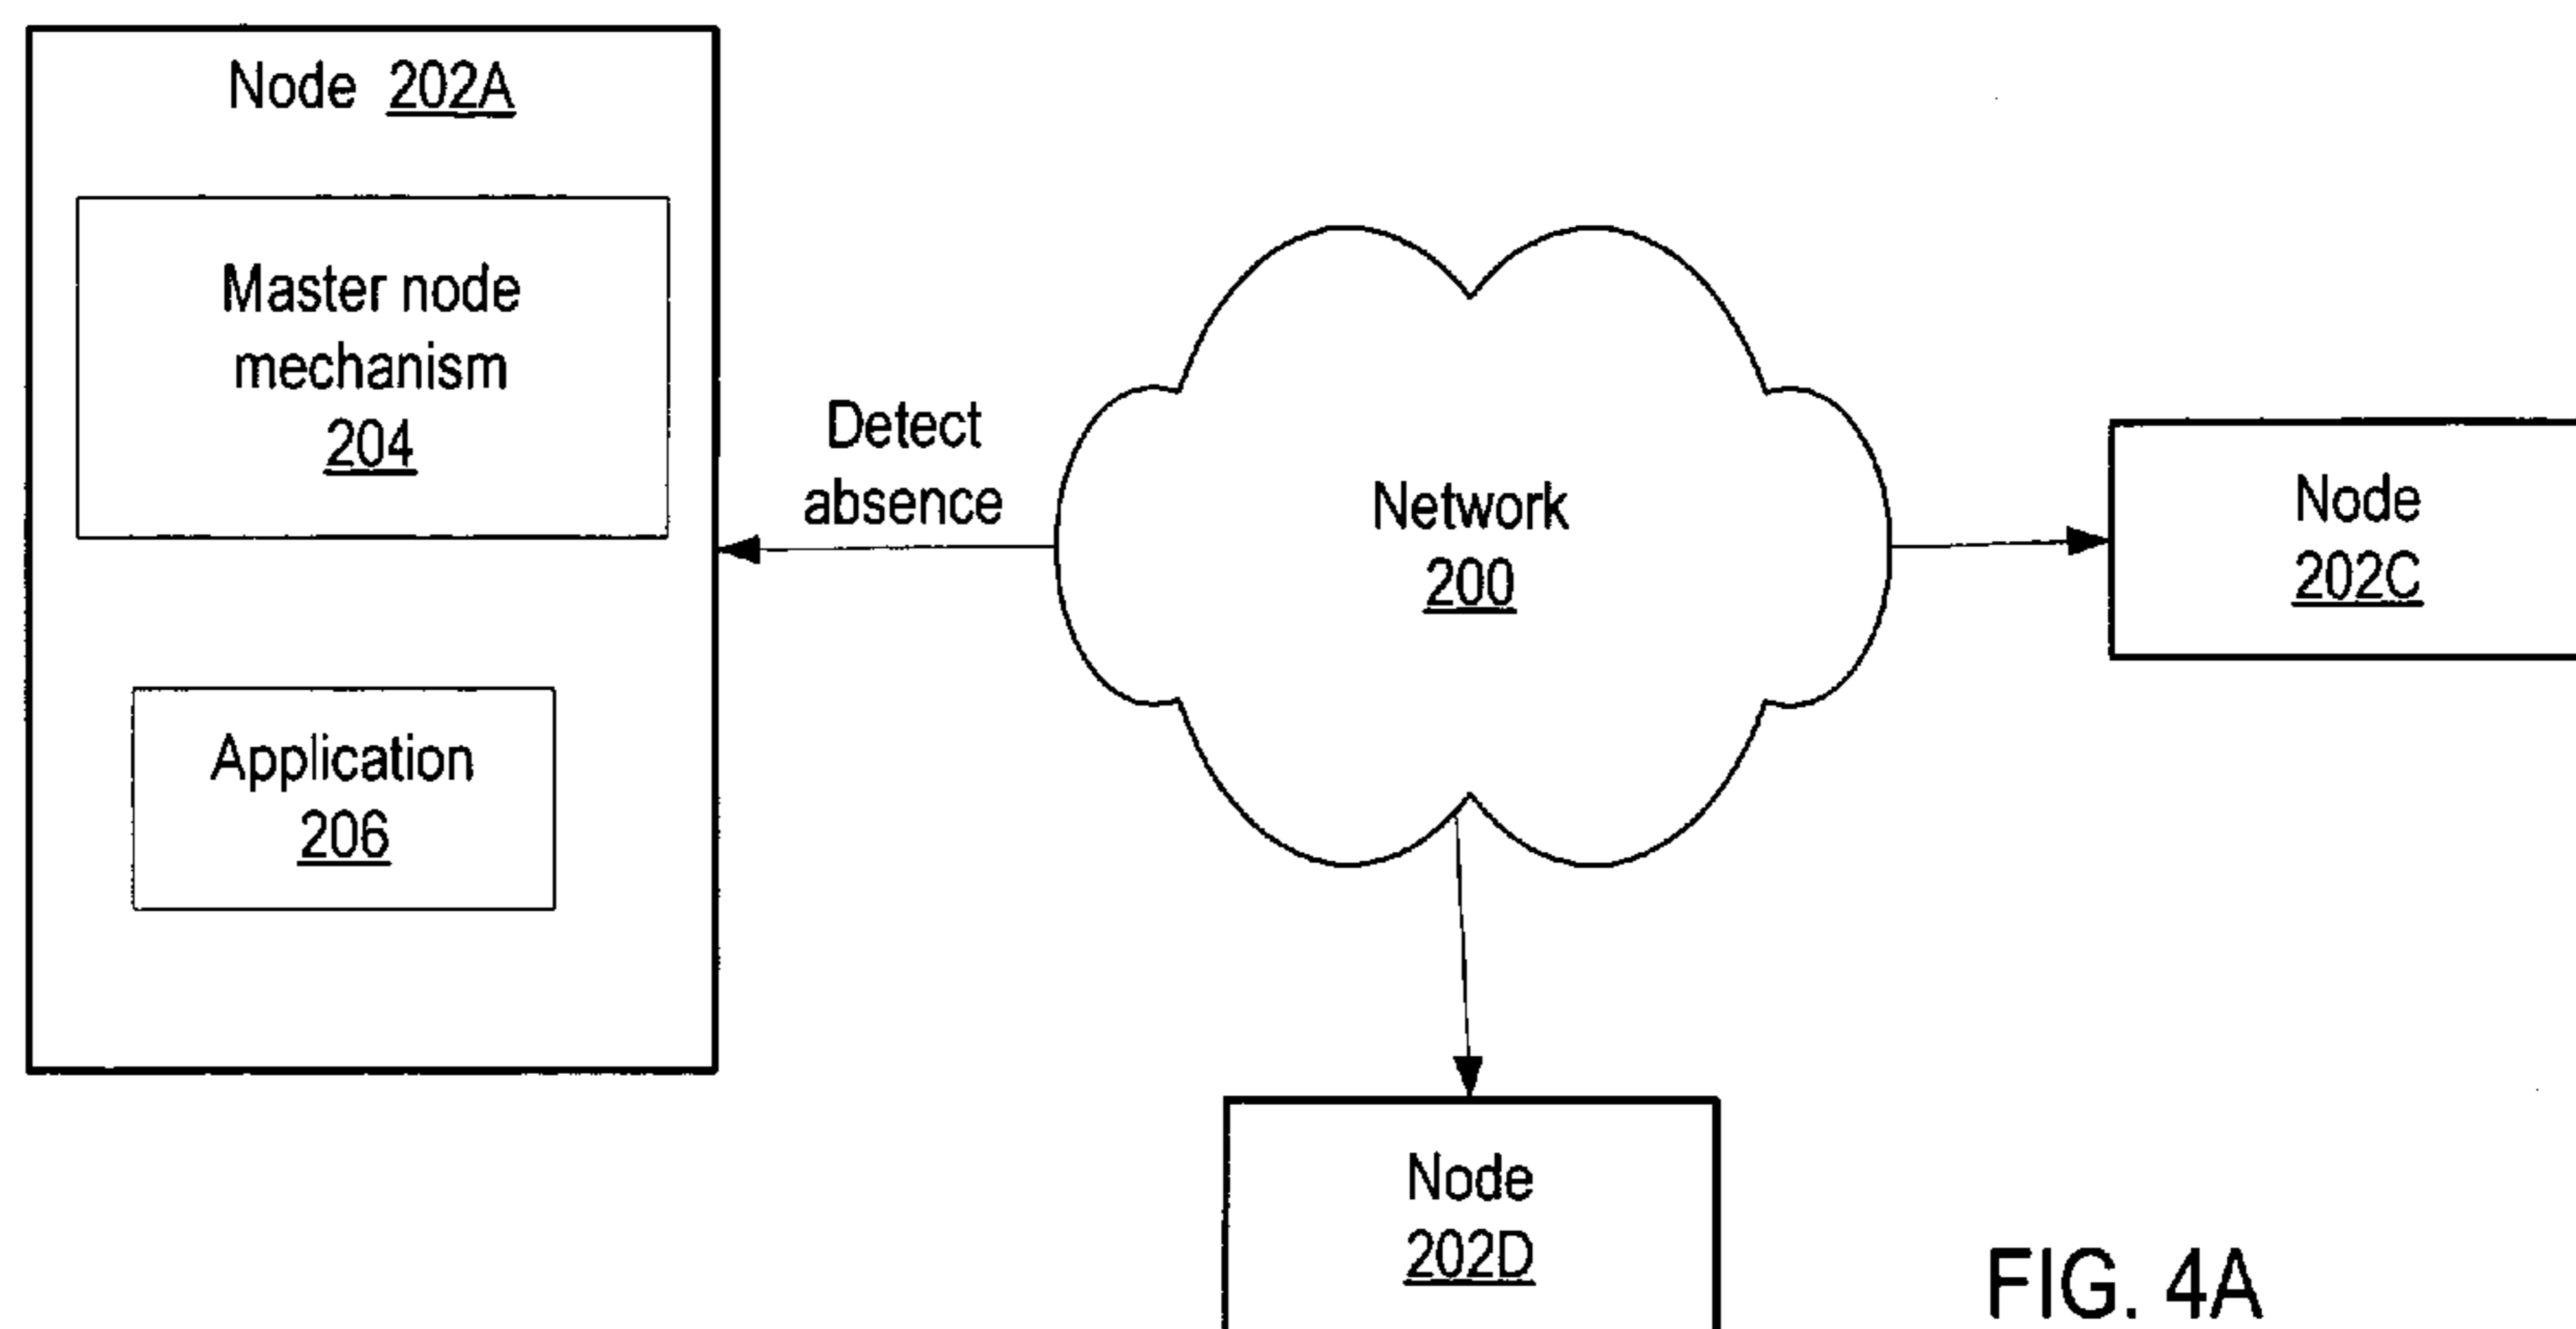 Node 202A
Master node
mechanism
204
Application
206
Detect
absence
Network
200
Node
202C
Node
202D
FIG. 4A